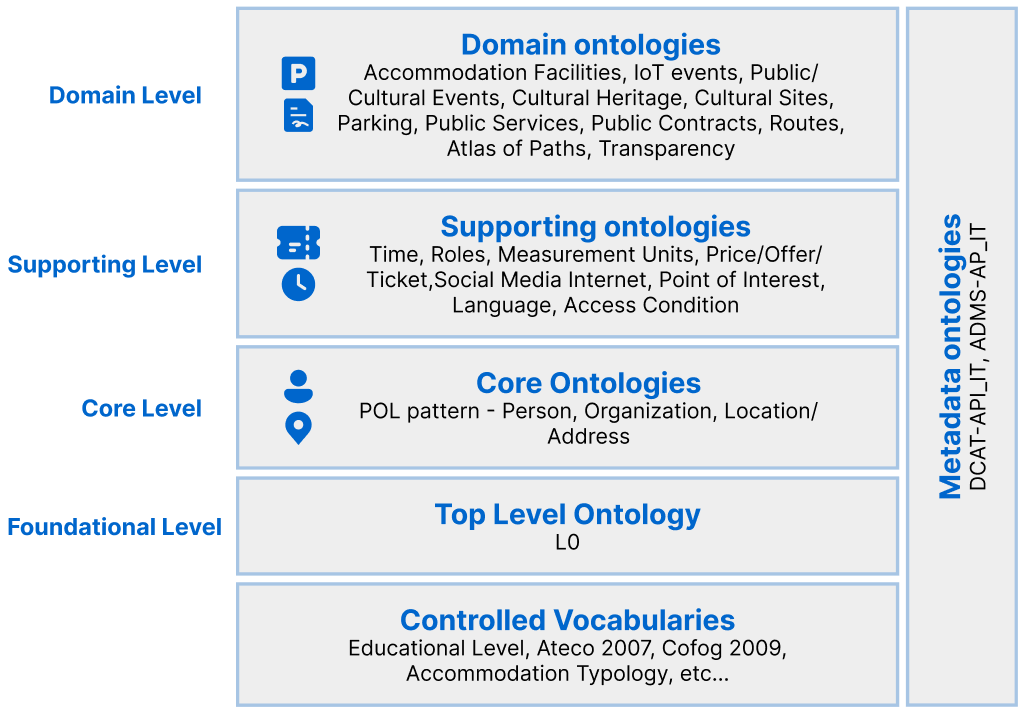 Domain Level
Domain ontologies
P
Accommodation Facilities, IoT events, Public/
Cultural Events, Cultural Heritage, Cultural Sites,
Parking, Public Services, Public Contracts, Routes,
Atlas of Paths, Transparency
Supporting Level
Supporting ontologies
Time, Roles, Measurement Units, Price/Offer/
Ticket,Social Media Internet, Point of Interest,
Language, Access Condition
Core Level
Core Ontologies
POL pattern - Person, Organization, Location/
Address
Foundational Level
Top Level Ontology
L0
Controlled Vocabularies
Educational Level, Ateco 2007, Cofog 2009,
Accommodation Typology, etc...
Metadata ontologies
DCAT-API_IT, ADMS-AP_IT